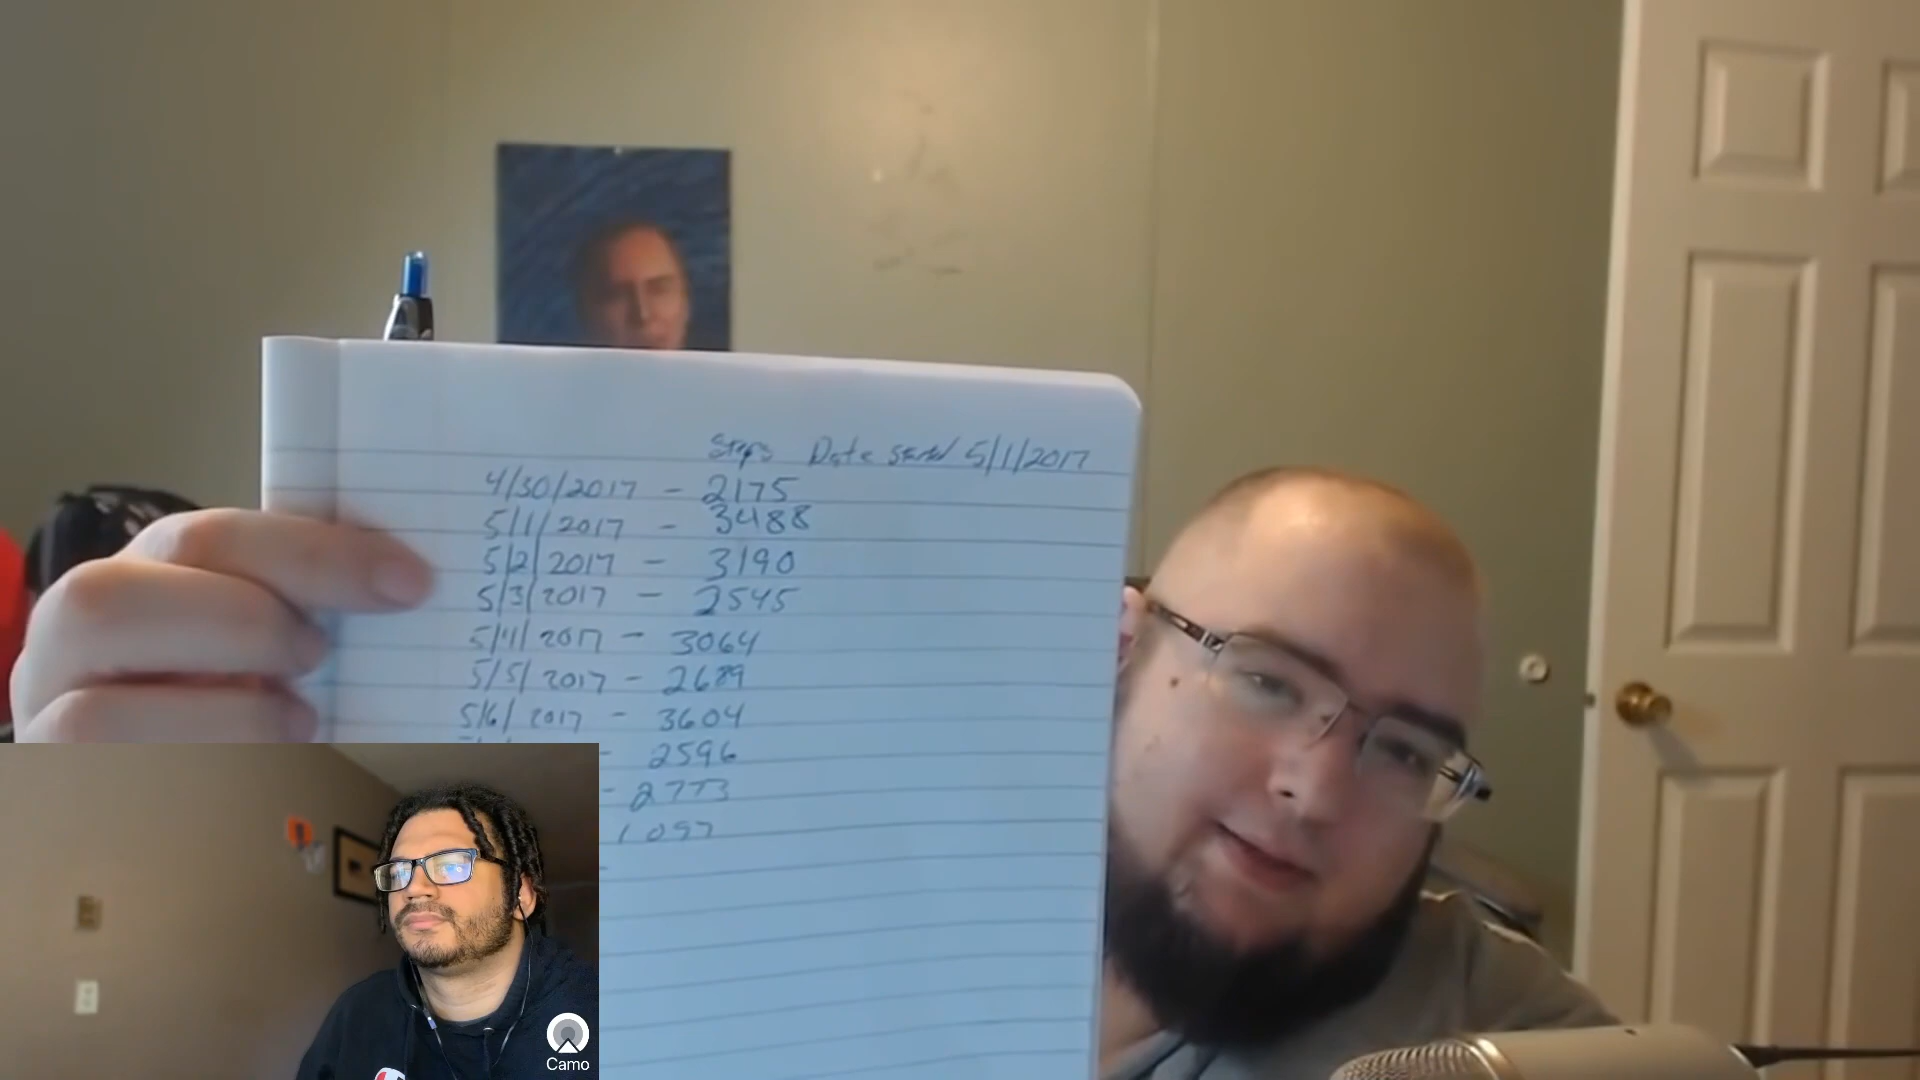 Steps Date started 5/1/2017
4/30/2017 - 2175
5/1/2017 - 3488
5/2/2017 - 3190
5/3/2017 - 2545
5/4/2017 - 3064
5/5/2017 - 2689
5/6/2017 - 3604
- 2596
- 2773
1057
Camo